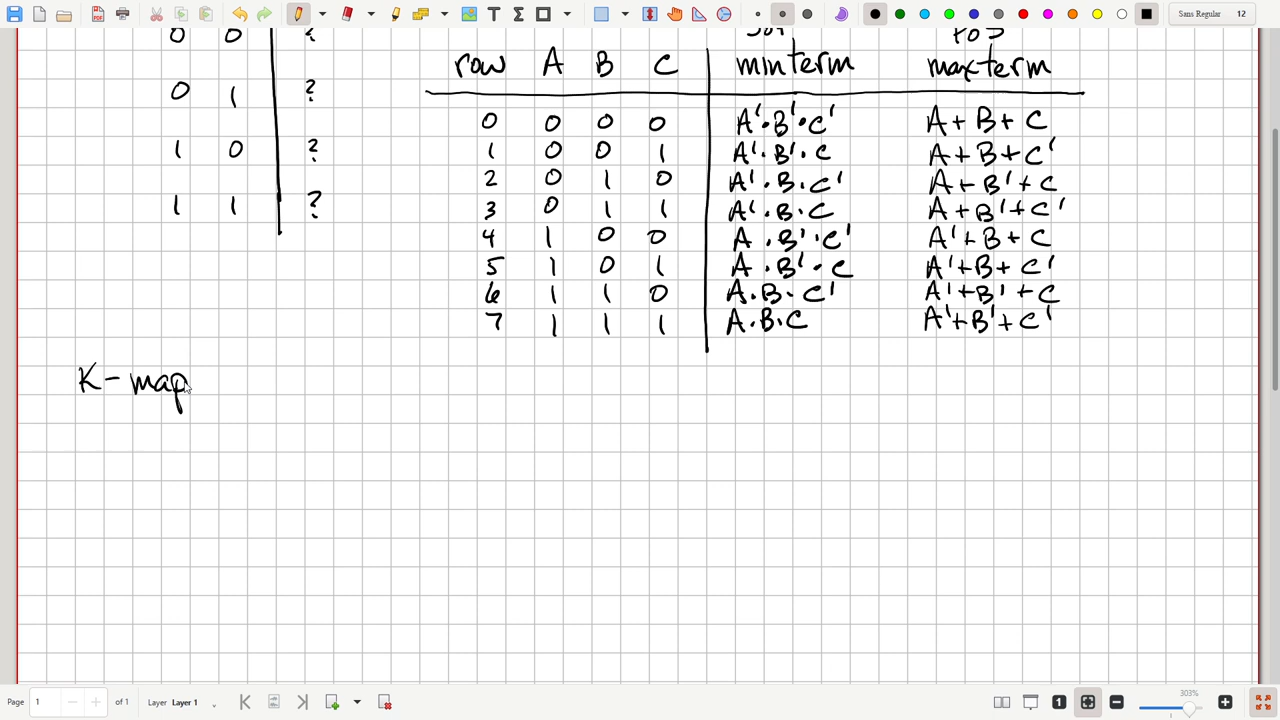 Sans Regular 12
0 0 ?
PoS
row A B C minterm maxterm
0 1 ?
0 0 0 0 A'·B'·C' A+B+C
1 0 ?
1 0 0 1 A'·B'·C A+B+C'
2 0 1 0 A'·B·C' A+B'+C
1 1 ?
3 0 1 1 A'·B·C A+B'+C'
4 1 0 0 A·B'·C' A'+B+C
5 1 0 1 A·B'·C A'+B+C'
6 1 1 0 A·B·C' A'+B'+C
7 1 1 1 A·B·C A'+B'+C'
K-map
Page 1 of 1 Layer Layer 1 303%